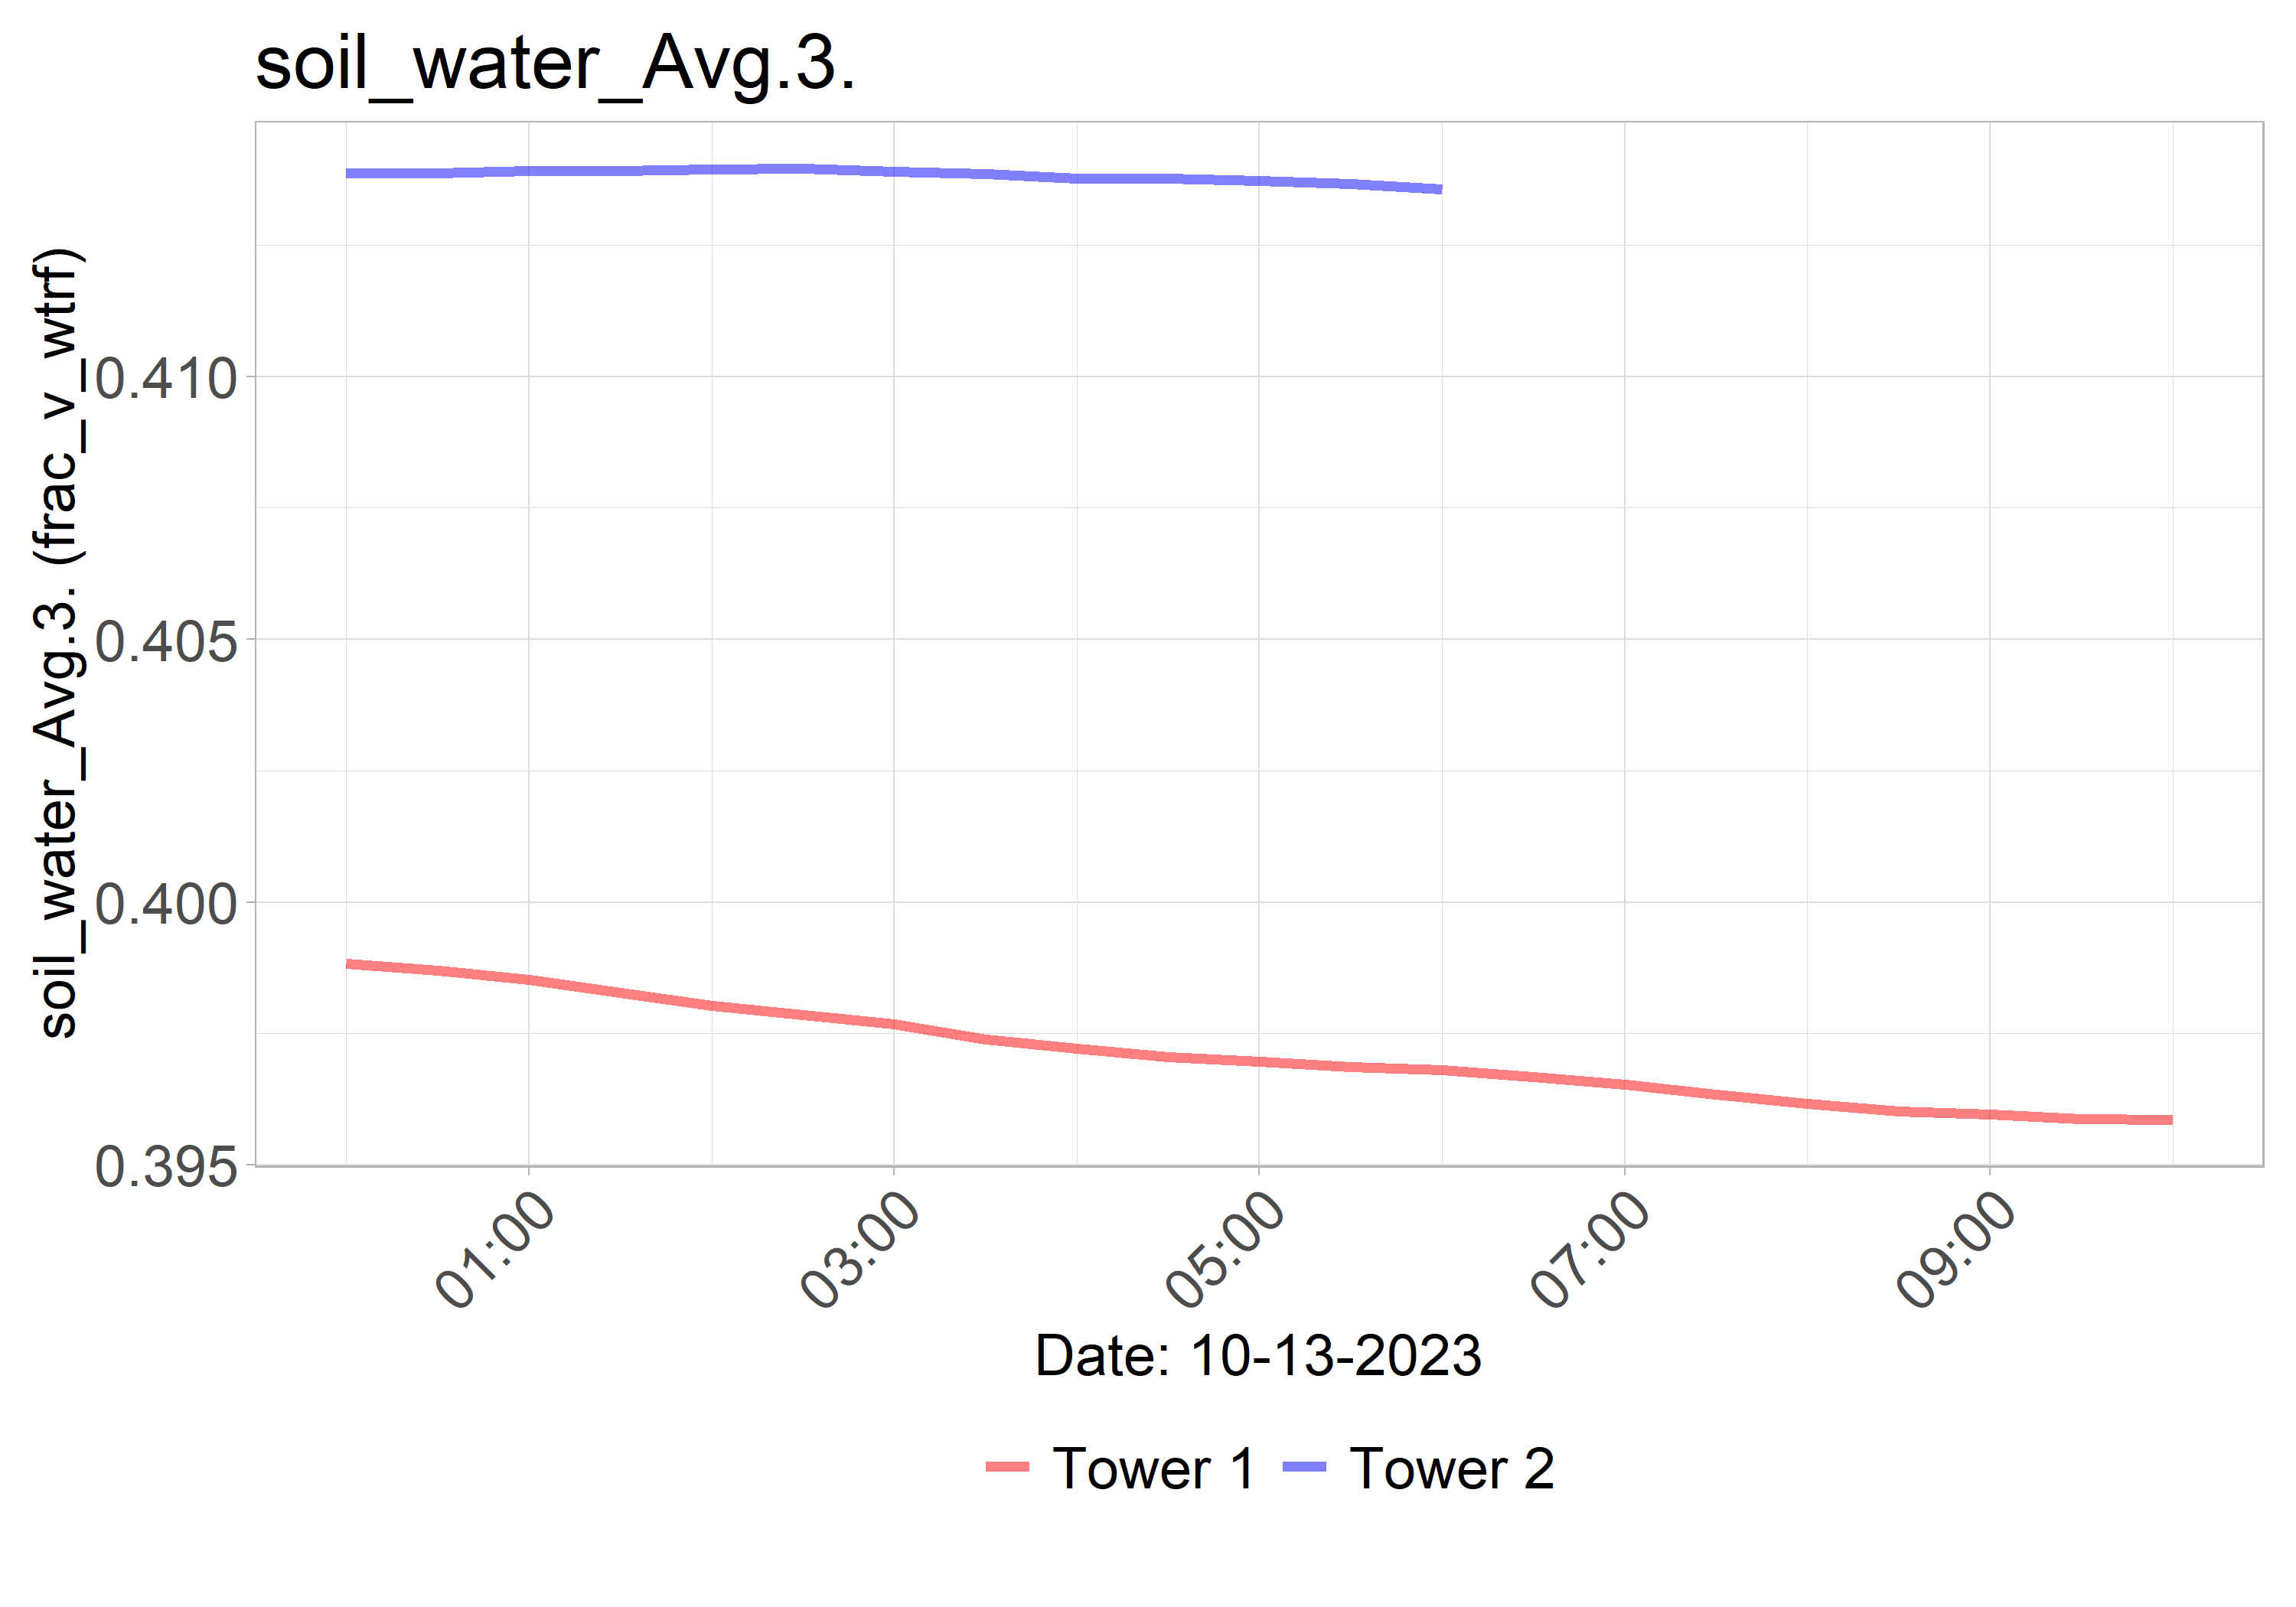 soil_water_Avg.3.
soil_water_Avg.3. (frac_v_wtrf)
0.410
0.405
0.400
0.395
01:00
03:00
05:00
07:00
09:00
Date: 10-13-2023
Tower 1
Tower 2